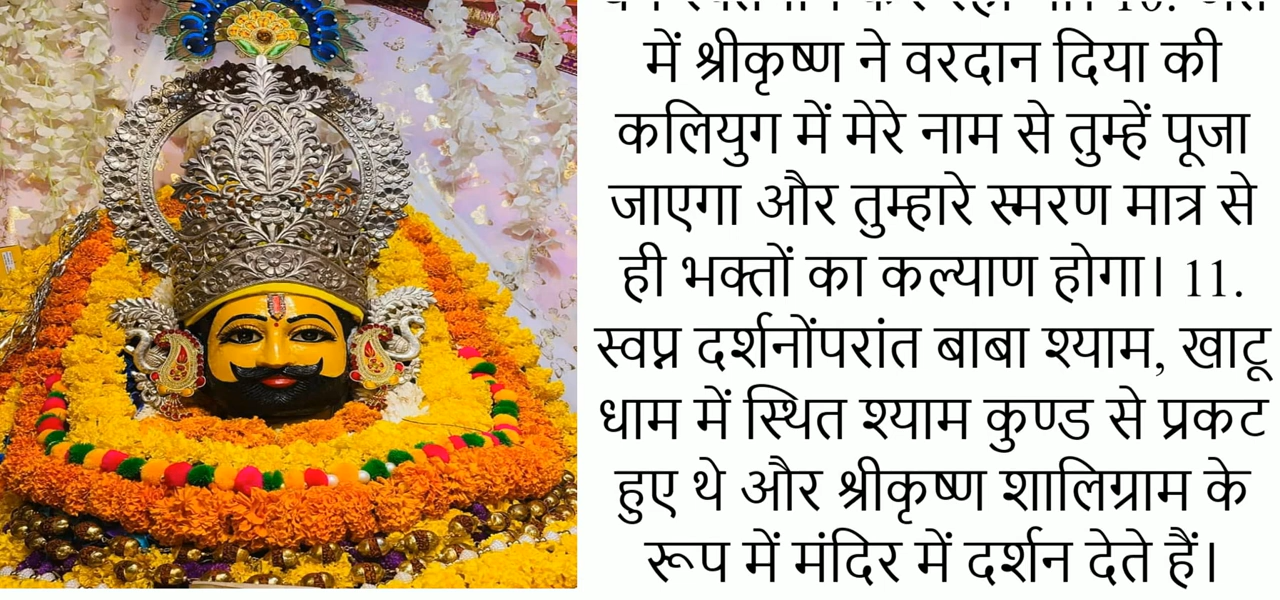 में श्रीकृष्ण ने वरदान दिया की
कलियुग में मेरे नाम से तुम्हें पूजा
जाएगा और तुम्हारे स्मरण मात्र से
ही भक्तों का कल्याण होगा। 11.
स्वप्न दर्शनोंपरांत बाबा श्याम, खाटू
धाम में स्थित श्याम कुण्ड से प्रकट
हुए थे और श्रीकृष्ण शालिग्राम के
रूप में मंदिर में दर्शन देते हैं।